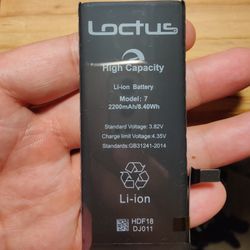 Loctus
High Capacity
Li-ion Battery
Model: 7
2200mAh/8.40Wh
Standard Voltage: 3.82V
Charge limit Voltage: 4.35V
Standards: GB31241-2014
Li-ion
HDF18
DJ011